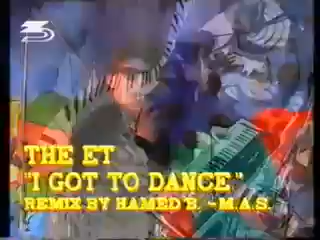 THE ET
"I GOT TO DANCE"
REMIX BY HAMED S. - M.A.S.